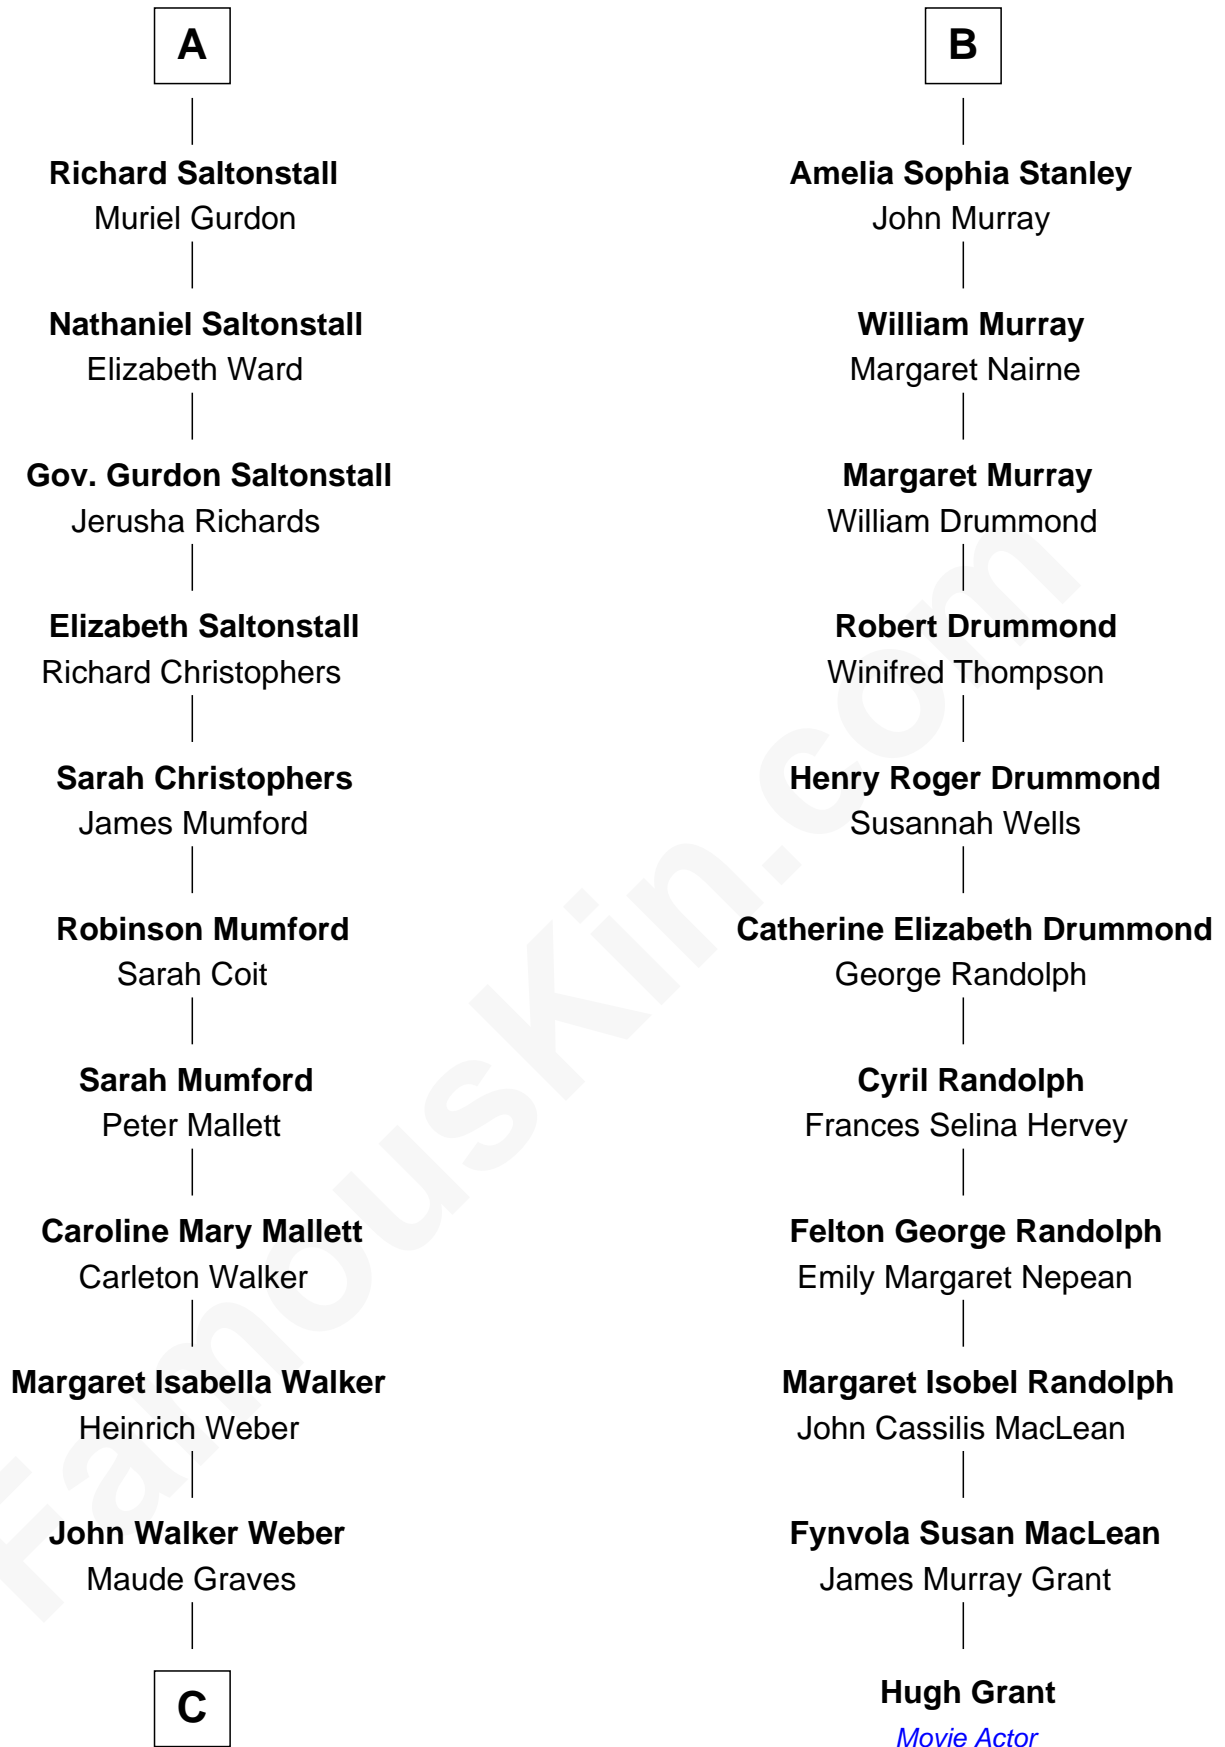 A
Richard Saltonstall
Muriel Gurdon
Nathaniel Saltonstall
Elizabeth Ward
Gov. Gurdon Saltonstall
Jerusha Richards
Elizabeth Saltonstall
Richard Christophers
Sarah Christophers
James Mumford
Robinson Mumford
Sarah Coit
Sarah Mumford
Peter Mallett
Caroline Mary Mallett
Carleton Walker
Margaret Isabella Walker
Heinrich Weber
John Walker Weber
Maude Graves
C
B
Amelia Sophia Stanley
John Murray
William Murray
Margaret Nairne
Margaret Murray
William Drummond
Robert Drummond
Winifred Thompson
Henry Roger Drummond
Susannah Wells
Catherine Elizabeth Drummond
George Randolph
Cyril Randolph
Frances Selina Hervey
Felton George Randolph
Emily Margaret Nepean
Margaret Isobel Randolph
John Cassilis MacLean
Fynvola Susan MacLean
James Murray Grant
Hugh Grant
Movie Actor
FamousKin.com